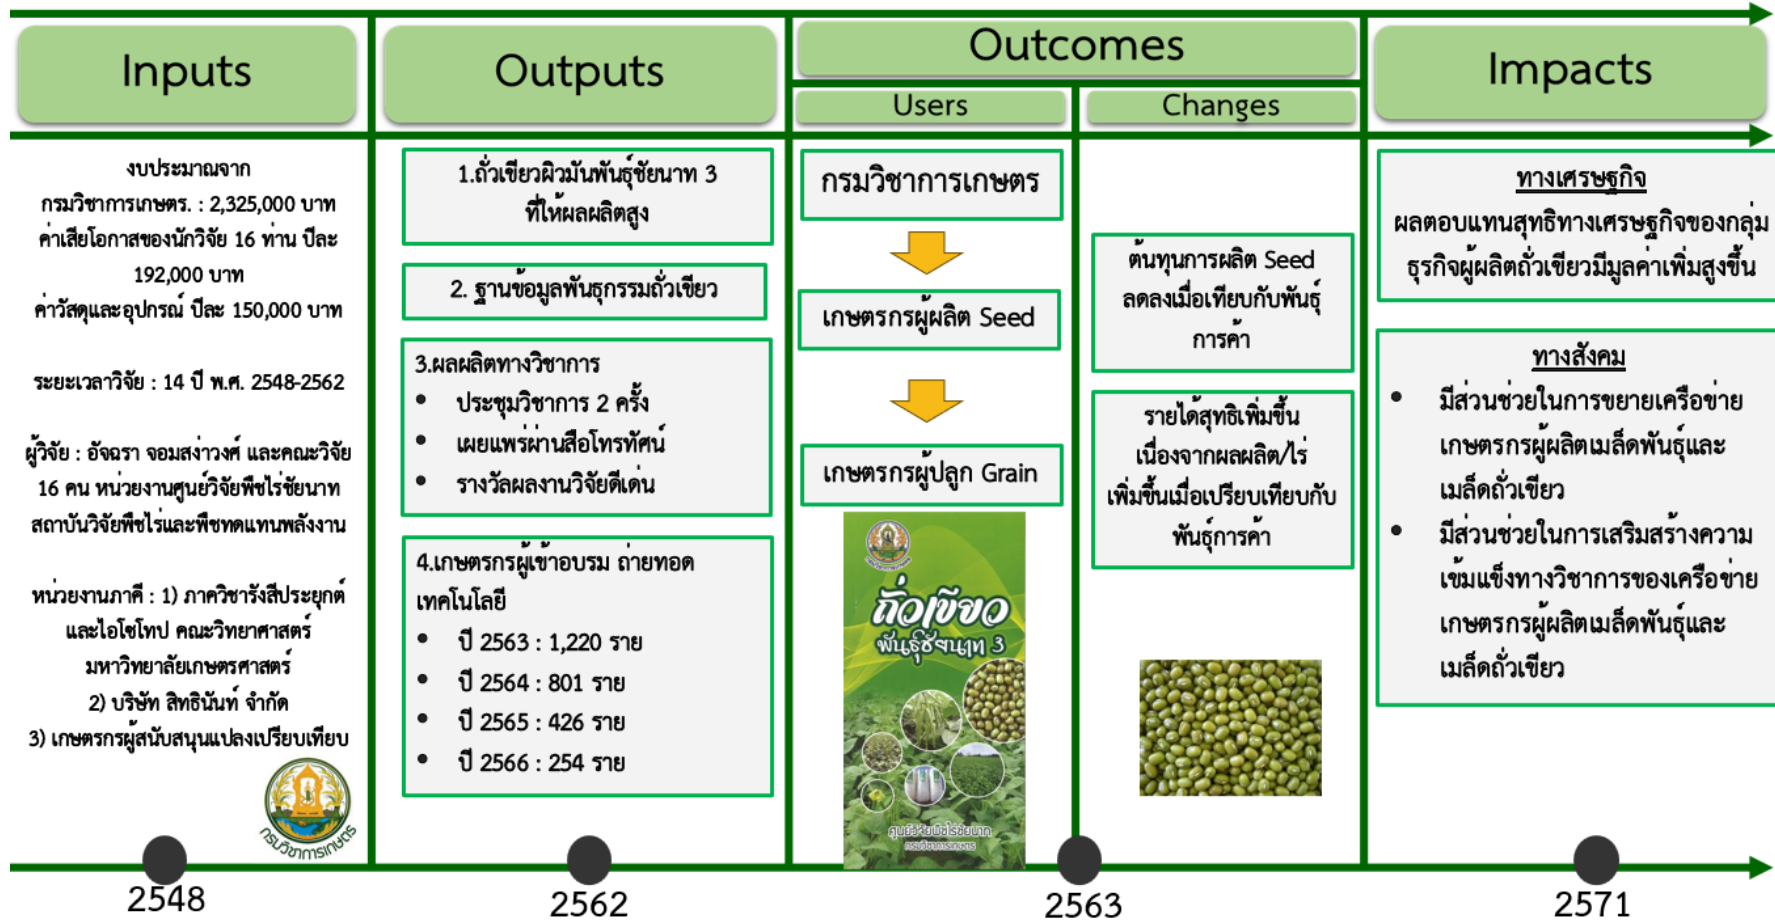 Inputs
Outputs
Outcomes
Users
Changes
Impacts
งบประมาณจาก
กรมวิชาการเกษตร. : 2,325,000 บาท
ค่าเสียโอกาสของนักวิจัย 16 ท่าน ปีละ
192,000 บาท
ค่าวัสดุและอุปกรณ์ ปีละ 150,000 บาท
ระยะเวลาวิจัย : 14 ปี พ.ศ. 2548-2562
ผู้วิจัย : อัจฉรา จอมสง่าวงศ์ และคณะวิจัย
16 คน หน่วยงานศูนย์วิจัยพืชไร่ชัยนาท
สถาบันวิจัยพืชไร่และพืชทดแทนพลังงาน
หน่วยงานภาคี : 1) ภาควิชารังสีประยุกต์
และไอโซโทป คณะวิทยาศาสตร์
มหาวิทยาลัยเกษตรศาสตร์
2) บริษัท สิทธินันท์ จำกัด
3) เกษตรกรผู้สนับสนุนแปลงเปรียบเทียบ
กรมวิชาการเกษตร
1.ถั่วเขียวผิวมันพันธุ์ชัยนาท 3
ที่ให้ผลผลิตสูง
2. ฐานข้อมูลพันธุกรรมถั่วเขียว
3.ผลผลิตทางวิชาการ
• ประชุมวิชาการ 2 ครั้ง
• เผยแพร่ผ่านสือโทรทัศน์
• รางวัลผลงานวิจัยดีเด่น
4.เกษตรกรผู้เข้าอบรม ถ่ายทอด
เทคโนโลยี
• ปี 2563 : 1,220 ราย
• ปี 2564 : 801 ราย
• ปี 2565 : 426 ราย
• ปี 2566 : 254 ราย
กรมวิชาการเกษตร
เกษตรกรผู้ผลิต Seed
เกษตรกรผู้ปลูก Grain
ถั่วเขียว
พันธุ์ชัยนาท 3
ศูนย์วิจัยพืชไร่ชัยนาท
กรมวิชาการเกษตร
ต้นทุนการผลิต Seed
ลดลงเมื่อเทียบกับพันธุ์
การค้า
รายได้สุทธิเพิ่มขึ้น
เนื่องจากผลผลิต/ไร่
เพิ่มขึ้นเมื่อเปรียบเทียบกับ
พันธุ์การค้า
ทางเศรษฐกิจ
ผลตอบแทนสุทธิทางเศรษฐกิจของกลุ่ม
ธุรกิจผู้ผลิตถั่วเขียวมีมูลค่าเพิ่มสูงขึ้น
ทางสังคม
• มีส่วนช่วยในการขยายเครือข่าย
เกษตรกรผู้ผลิตเมล็ดพันธุ์และ
เมล็ดถั่วเขียว
• มีส่วนช่วยในการเสริมสร้างความ
เข้มแข็งทางวิชาการของเครือข่าย
เกษตรกรผู้ผลิตเมล็ดพันธุ์และ
เมล็ดถั่วเขียว
2548
2562
2563
2571